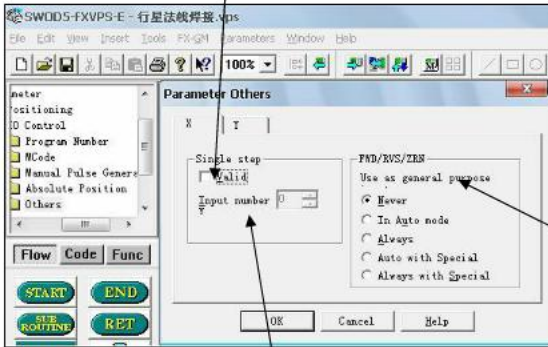 SWOD5-FXVPS-E - 行星法线焊接.vps
File Edit View Insert Tools FX-GM Parameters Window Help
100%
meter
ositioning
IO Control
Program Number
MCode
Manual Pulse Genera
Absolute Position
Others
Flow Code Func
START END
SUB ROUTINE RET
Parameter Others
X Y
Single step
Valid
Input number 0
FWD/RVS/ZRN
Use as general purpose
Never
In Auto mode
Always
Auto with Special
Always with Special
OK Cancel Help